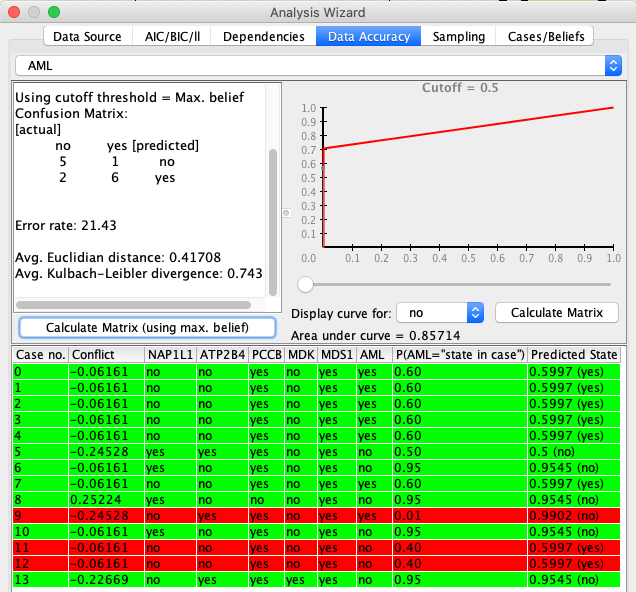 Analysis Wizard
Data Source AIC/BIC/ll Dependencies Data Accuracy Sampling Cases/Beliefs
AML
Using cutoff threshold = Max. belief
Confusion Matrix:
[actual]
no yes [predicted]
5 1 no
2 6 yes
Error rate: 21.43
Avg. Euclidian distance: 0.41708
Avg. Kulbach-Leibler divergence: 0.743
Calculate Matrix (using max. belief)
Cutoff = 0.5
1.0
0.9
0.8
0.7
0.6
0.5
0.4
0.3
0.2
0.1
0.0 0.1 0.2 0.3 0.4 0.5 0.6 0.7 0.8 0.9 1.0
Display curve for: no Calculate Matrix
Area under curve = 0.85714
Case no. Conflict NAP1L1 ATP2B4 PCCB MDK MDS1 AML P(AML="state in case") Predicted State
0 -0.06161 no no yes no yes yes 0.60 0.5997 (yes)
1 -0.06161 no no yes no yes yes 0.60 0.5997 (yes)
2 -0.06161 no no yes no yes yes 0.60 0.5997 (yes)
3 -0.06161 no no yes no yes yes 0.60 0.5997 (yes)
4 -0.06161 no no yes no yes yes 0.60 0.5997 (yes)
5 -0.24528 yes yes yes no yes no 0.50 0.5 (no)
6 -0.06161 yes no yes no yes no 0.95 0.9545 (no)
7 -0.06161 no no yes no yes yes 0.60 0.5997 (yes)
8 0.25224 yes no no no yes no 0.95 0.9545 (no)
9 -0.24528 no yes yes no yes yes 0.01 0.9902 (no)
10 -0.06161 yes no yes no yes no 0.95 0.9545 (no)
11 -0.06161 no no yes no yes no 0.40 0.5997 (yes)
12 -0.06161 no no yes no yes no 0.40 0.5997 (yes)
13 -0.22669 no yes yes yes yes no 0.95 0.9545 (no)